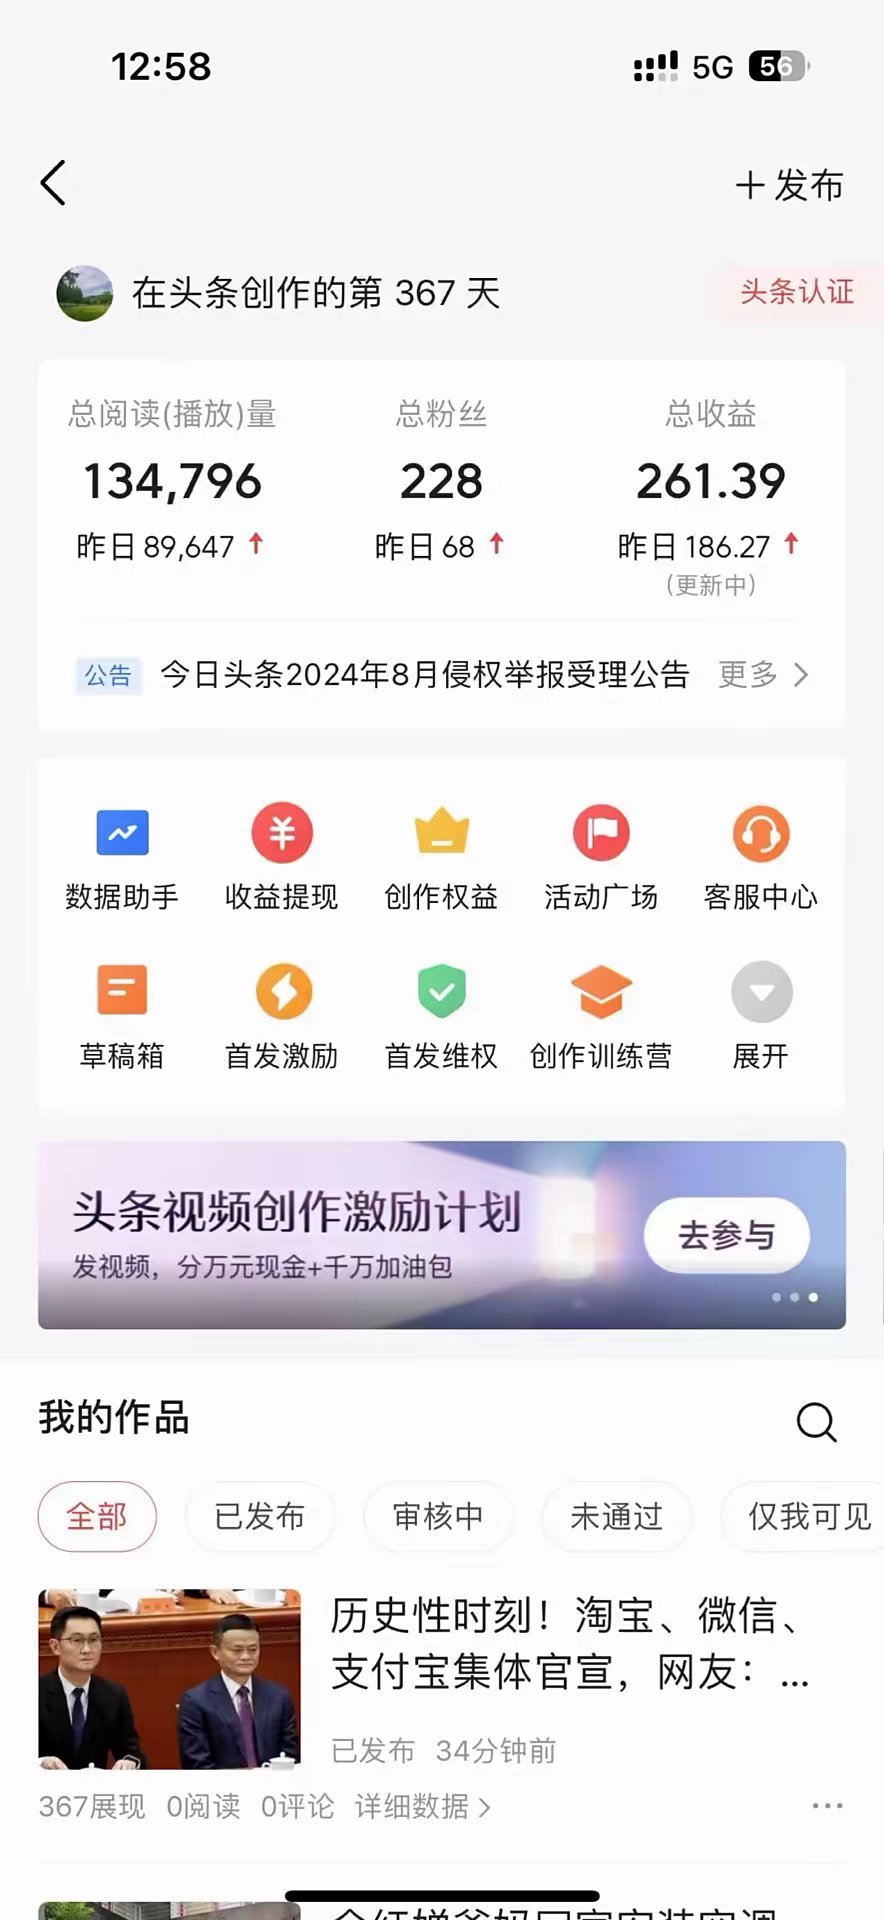 12:58
5G 56
+ 发布
在头条创作的第 367 天
头条认证
总阅读(播放)量 总粉丝 总收益
134,796 228 261.39
昨日 89,647 昨日 68 昨日 186.27
(更新中)
公告 今日头条2024年8月侵权举报受理公告 更多
数据助手 收益提现 创作权益 活动广场 客服中心
草稿箱 首发激励 首发维权 创作训练营 展开
头条视频创作激励计划
发视频，分万元现金+千万加油包
去参与
我的作品
全部 已发布 审核中 未通过 仅我可见
历史性时刻！淘宝、微信、
支付宝集体官宣，网友：...
已发布 34分钟前
367展现 0阅读 0评论 详细数据